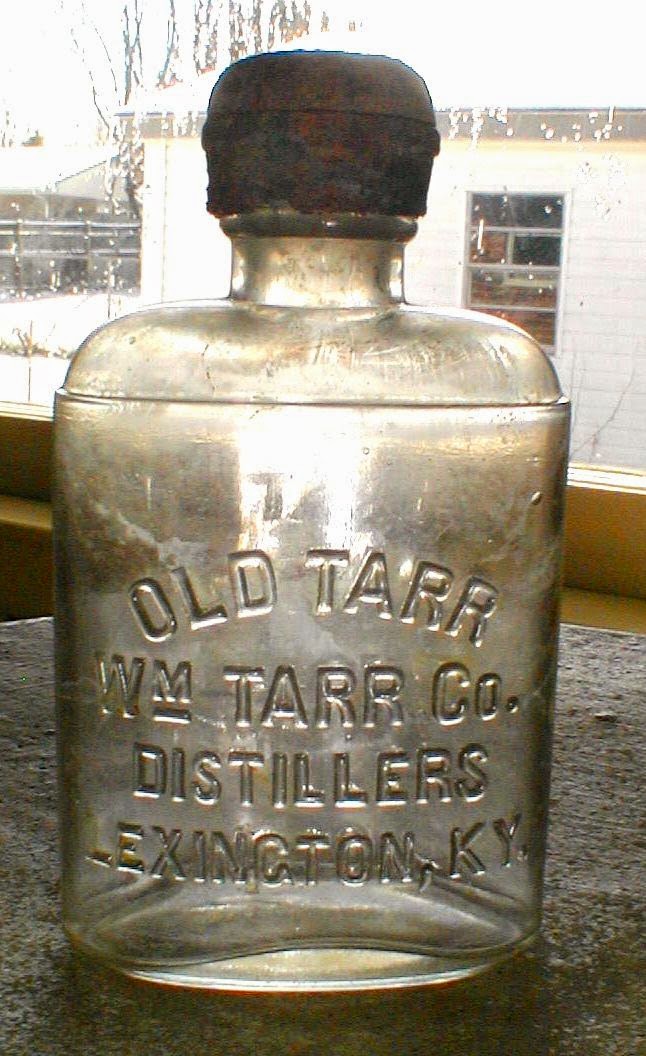 OLD TARR
WM TARR CO.
DISTILLERS
LEXINGTON, KY.